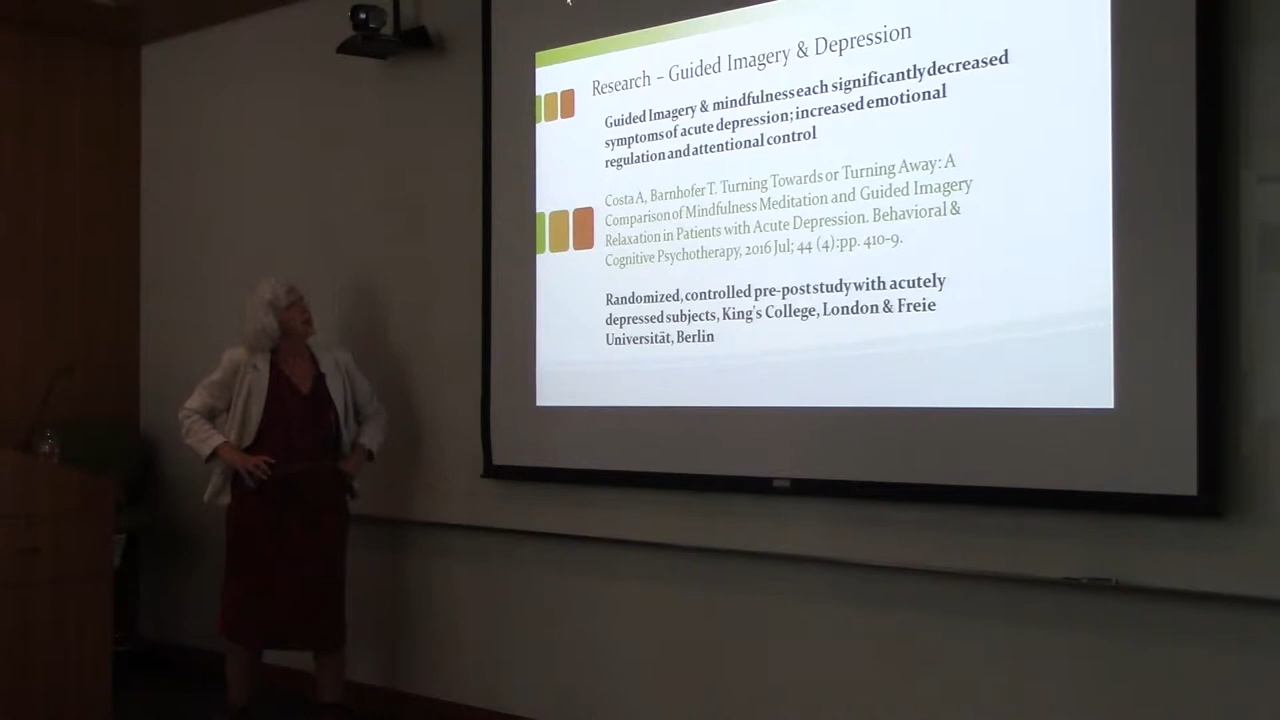 Research – Guided Imagery & Depression
Guided Imagery & mindfulness each significantly decreased
symptoms of acute depression; increased emotional
regulation and attentional control
Costa A, Barnhofer T. Turning Towards or Turning Away: A
Comparison of Mindfulness Meditation and Guided Imagery
Relaxation in Patients with Acute Depression. Behavioral &
Cognitive Psychotherapy, 2016 Jul; 44 (4):pp. 410-9.
Randomized, controlled pre-post study with acutely
depressed subjects, King's College, London & Freie
Universität, Berlin